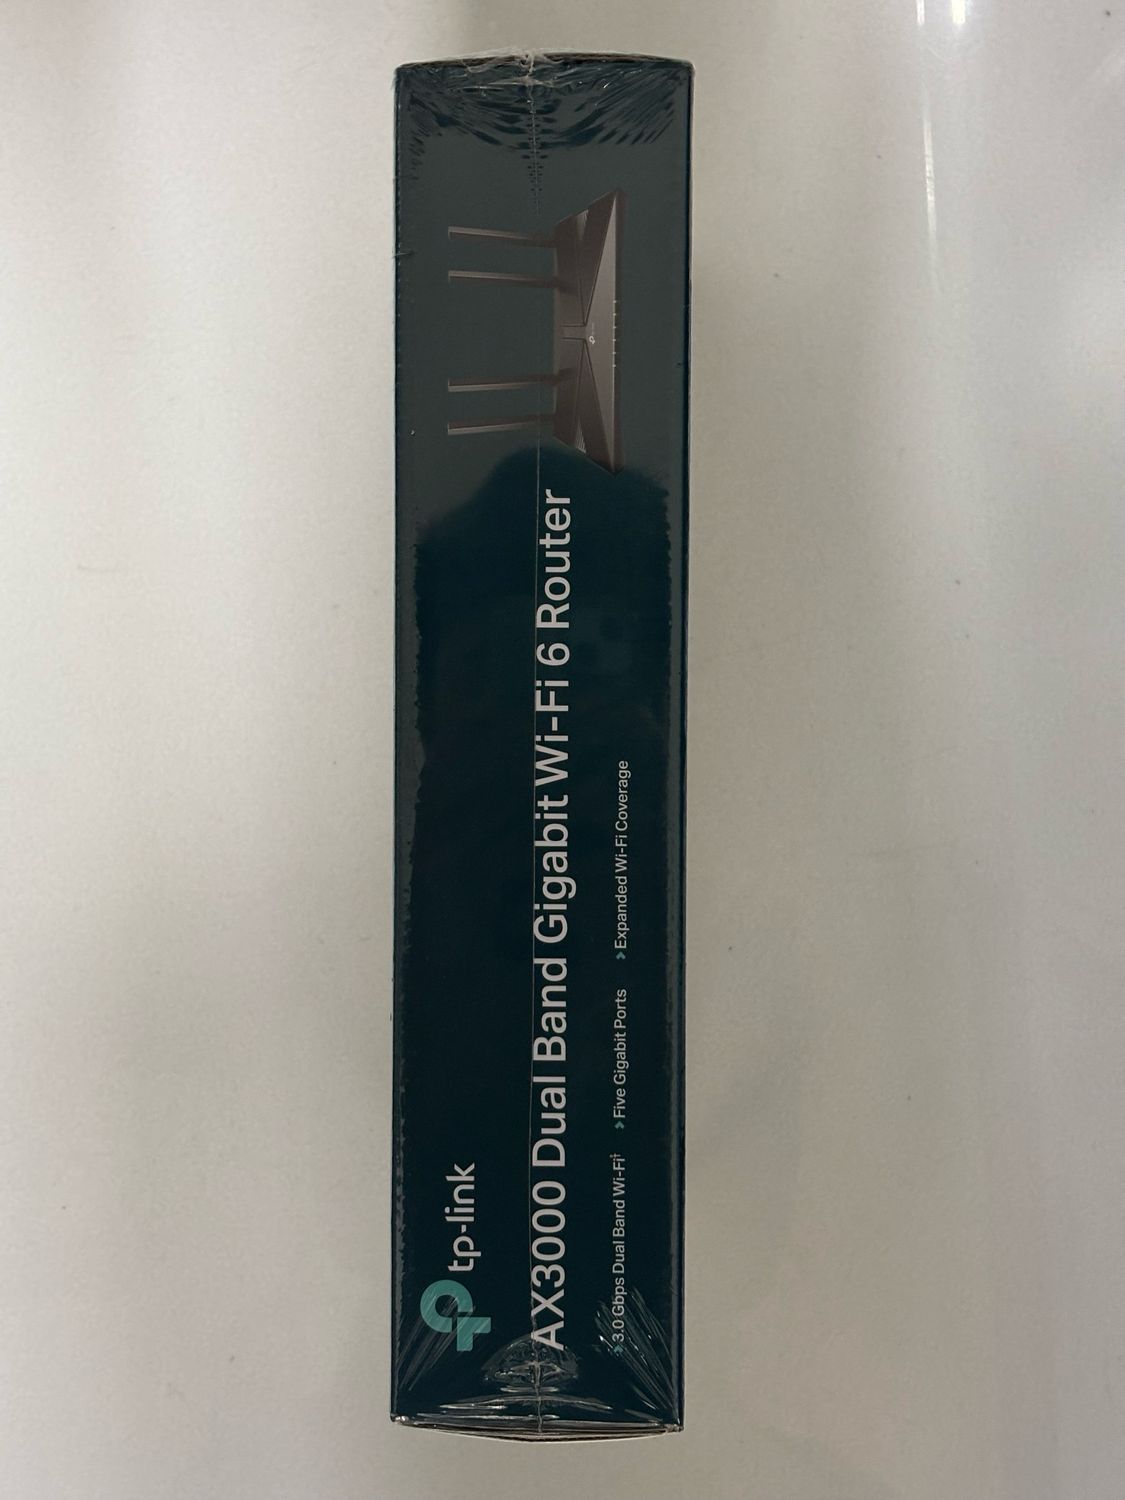 tp-link
AX3000 Dual Band Gigabit Wi-Fi 6 Router
3.0 Gbps Dual Band Wi-Fi† Five Gigabit Ports Expanded Wi-Fi Coverage